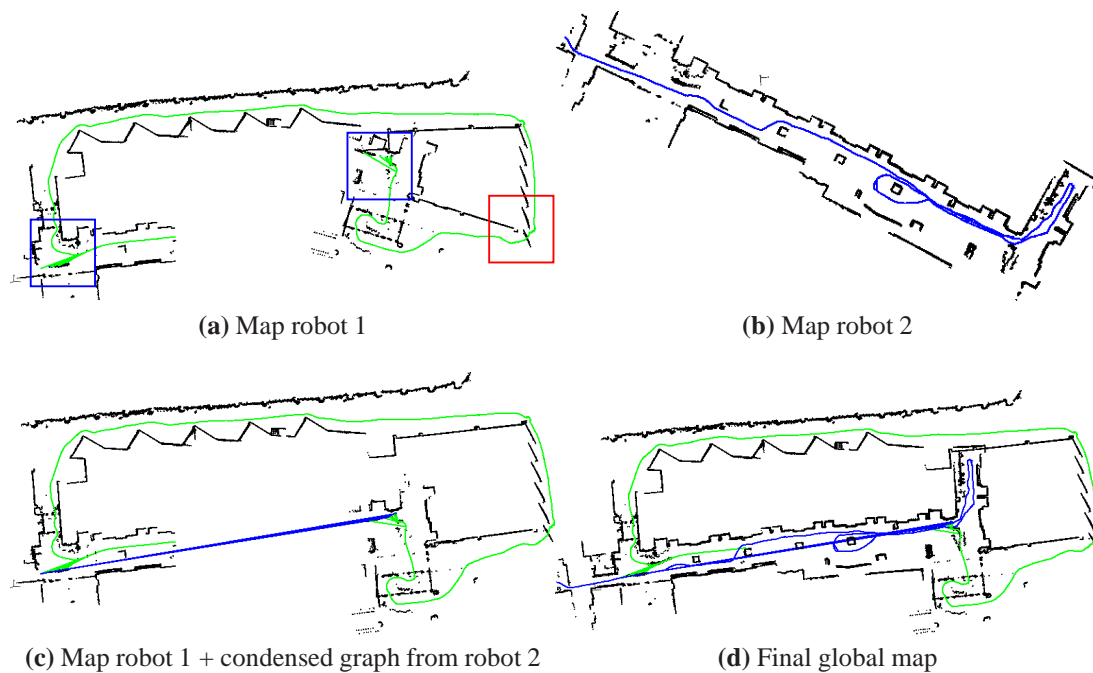 (a) Map robot 1
(b) Map robot 2
(c) Map robot 1 + condensed graph from robot 2
(d) Final global map